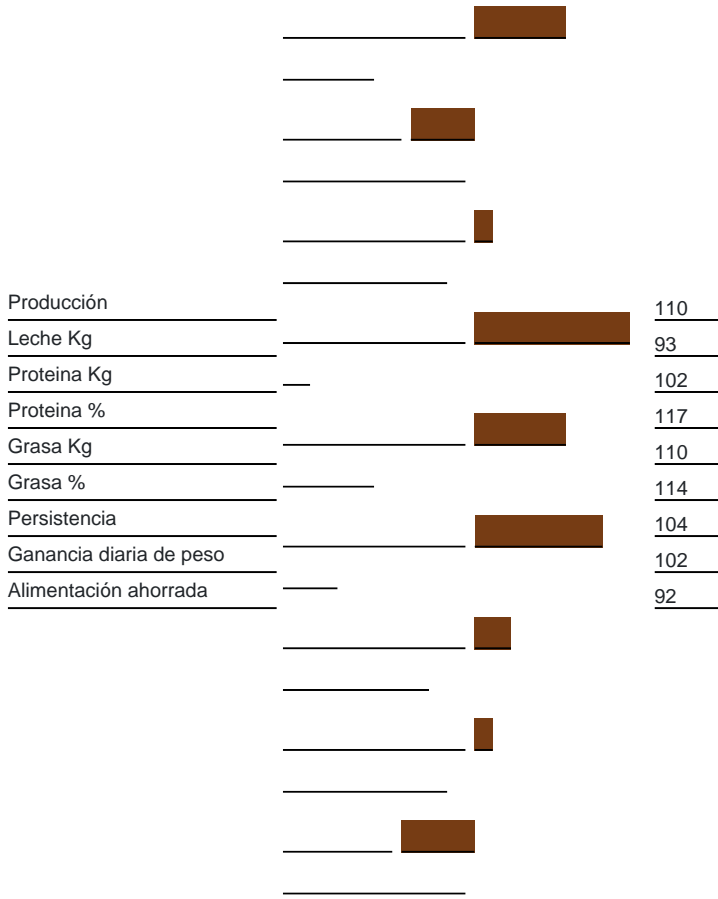 Producción 110
Leche Kg 93
Proteina Kg 102
Proteina % 117
Grasa Kg 110
Grasa % 114
Persistencia 104
Ganancia diaria de peso 102
Alimentación ahorrada 92